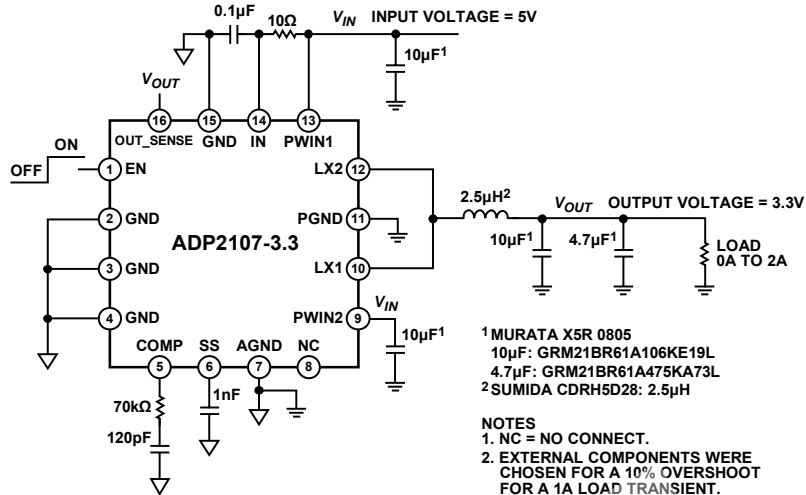 0.1µF
10Ω
VIN
INPUT VOLTAGE = 5V
10µF1
VOUT
16
15
14
13
OUT_SENSE
GND
IN
PWIN1
ON
OFF
1
EN
LX2
12
2
GND
PGND
11
ADP2107-3.3
3
GND
LX1
10
4
GND
PWIN2
9
VIN
10µF1
COMP
SS
AGND
NC
5
6
7
8
70kΩ
1nF
120pF
2.5µH2
VOUT
OUTPUT VOLTAGE = 3.3V
10µF1
4.7µF1
LOAD
0A TO 2A
1 MURATA X5R 0805
10µF: GRM21BR61A106KE19L
4.7µF: GRM21BR61A475KA73L
2 SUMIDA CDRH5D28: 2.5µH
NOTES
1. NC = NO CONNECT.
2. EXTERNAL COMPONENTS WERE
CHOSEN FOR A 10% OVERSHOOT
FOR A 1A LOAD TRANSIENT.